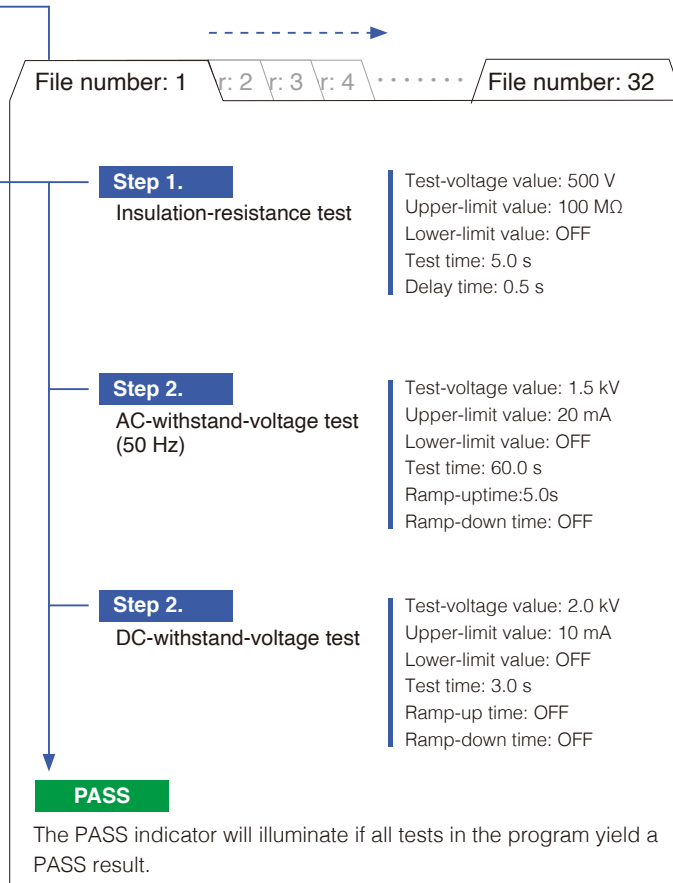 File number: 1 r: 2 r: 3 r: 4 ······· File number: 32
Step 1.
Insulation-resistance test
Test-voltage value: 500 V
Upper-limit value: 100 MΩ
Lower-limit value: OFF
Test time: 5.0 s
Delay time: 0.5 s
Step 2.
AC-withstand-voltage test
(50 Hz)
Test-voltage value: 1.5 kV
Upper-limit value: 20 mA
Lower-limit value: OFF
Test time: 60.0 s
Ramp-uptime:5.0s
Ramp-down time: OFF
Step 2.
DC-withstand-voltage test
Test-voltage value: 2.0 kV
Upper-limit value: 10 mA
Lower-limit value: OFF
Test time: 3.0 s
Ramp-up time: OFF
Ramp-down time: OFF
PASS
The PASS indicator will illuminate if all tests in the program yield a
PASS result.